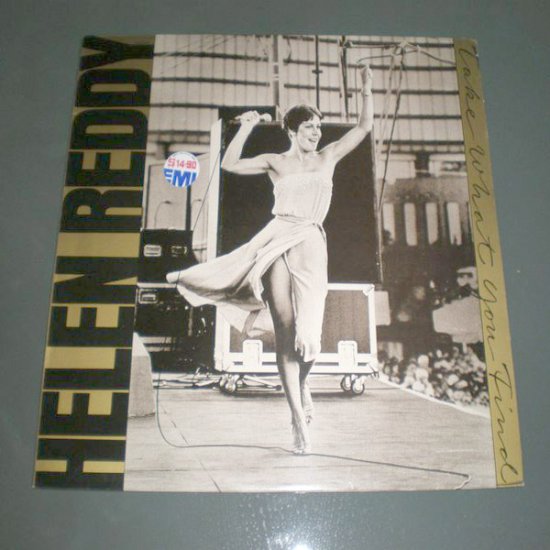 HELEN REDDY
$14-90
EMI
Take What You Find